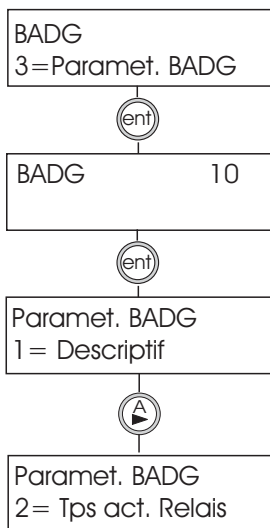 BADG
3=Paramet. BADG
ent
BADG 10
ent
Paramet. BADG
1= Descriptif
A
Paramet. BADG
2= Tps act. Relais